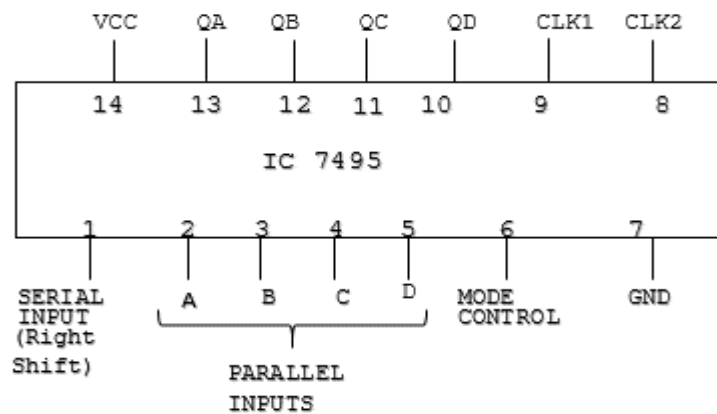 VCC QA QB QC QD CLK1 CLK2
14 13 12 11 10 9 8
IC 7495
1 2 3 4 5 6 7
SERIAL INPUT (Right Shift)
A B C D
MODE CONTROL
GND
PARALLEL INPUTS